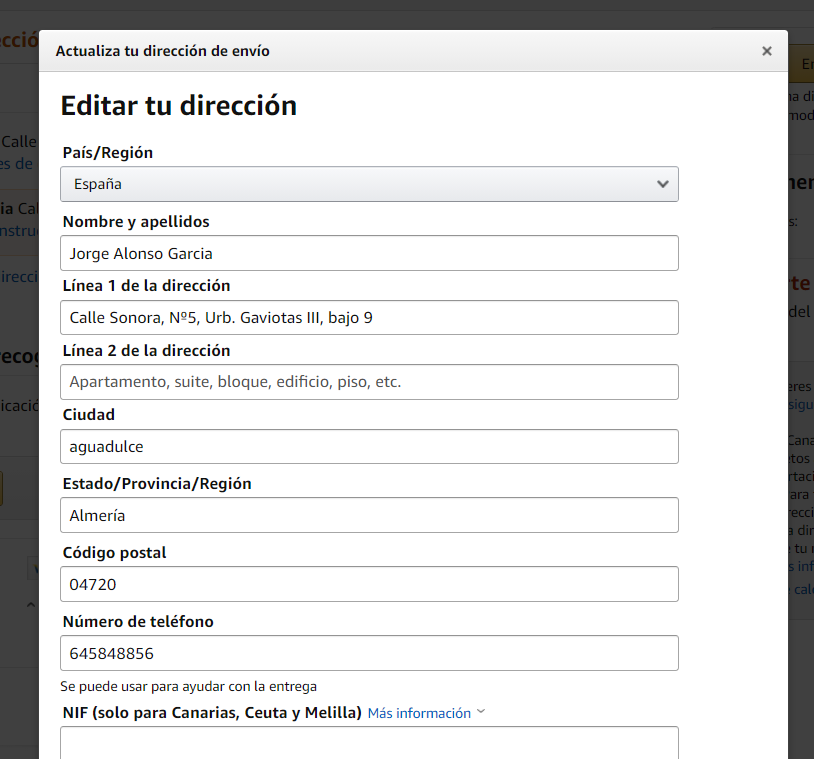 Actualiza tu dirección de envío
Editar tu dirección
País/Región
España
Nombre y apellidos
Jorge Alonso Garcia
Línea 1 de la dirección
Calle Sonora, Nº5, Urb. Gaviotas III, bajo 9
Línea 2 de la dirección
Apartamento, suite, bloque, edificio, piso, etc.
Ciudad
aguadulce
Estado/Provincia/Región
Almería
Código postal
04720
Número de teléfono
645848856
Se puede usar para ayudar con la entrega
NIF (solo para Canarias, Ceuta y Melilla) Más información